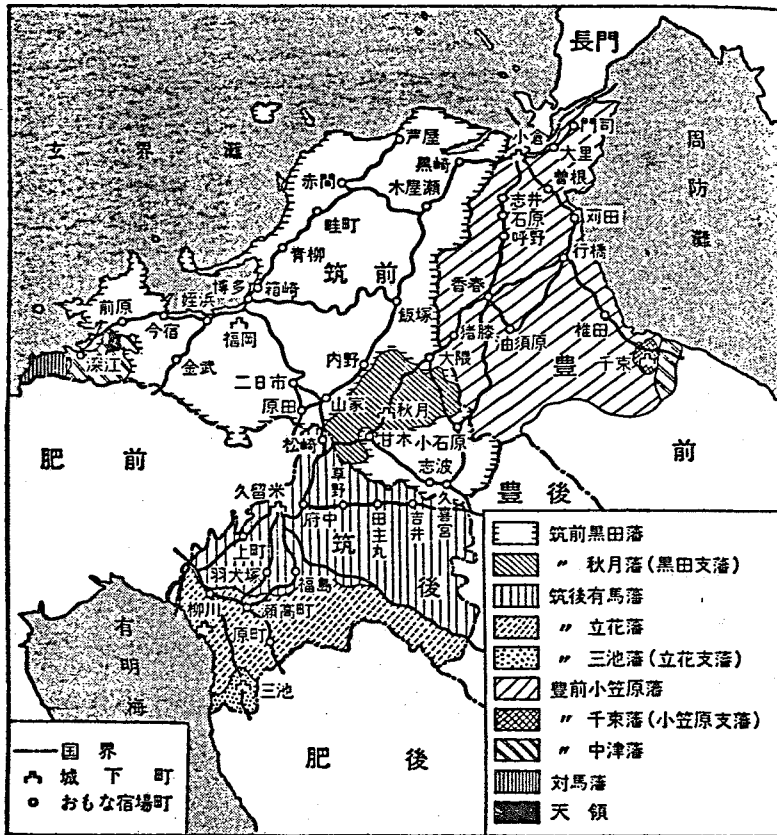 長門
玄界灘
周防灘
芦屋
小倉
門司
大里
黒崎
曽根
赤間
木屋瀬
志井
石原
呼野
苅田
畦町
行橋
青柳
筑前
香春
博多
箱崎
姪浜
前原
今宿
福岡
飯塚
猪膝
油須原
椎田
深江
金武
内野
大隈
豊前
千束
二日市
原田
山家
秋月
松崎
甘木
小石原
志波
肥前
豊後
久留米
草野
久喜宮
府中
田主丸
吉井
筑後
上町
羽犬塚
福島
柳川
瀬高町
原町
有明海
三池
肥後
国界
城下町
おもな宿場町
筑前黒田藩
〃 秋月藩(黒田支藩)
筑後有馬藩
〃 立花藩
〃 三池藩(立花支藩)
豊前小笠原藩
〃 千束藩(小笠原支藩)
〃 中津藩
対馬藩
天領